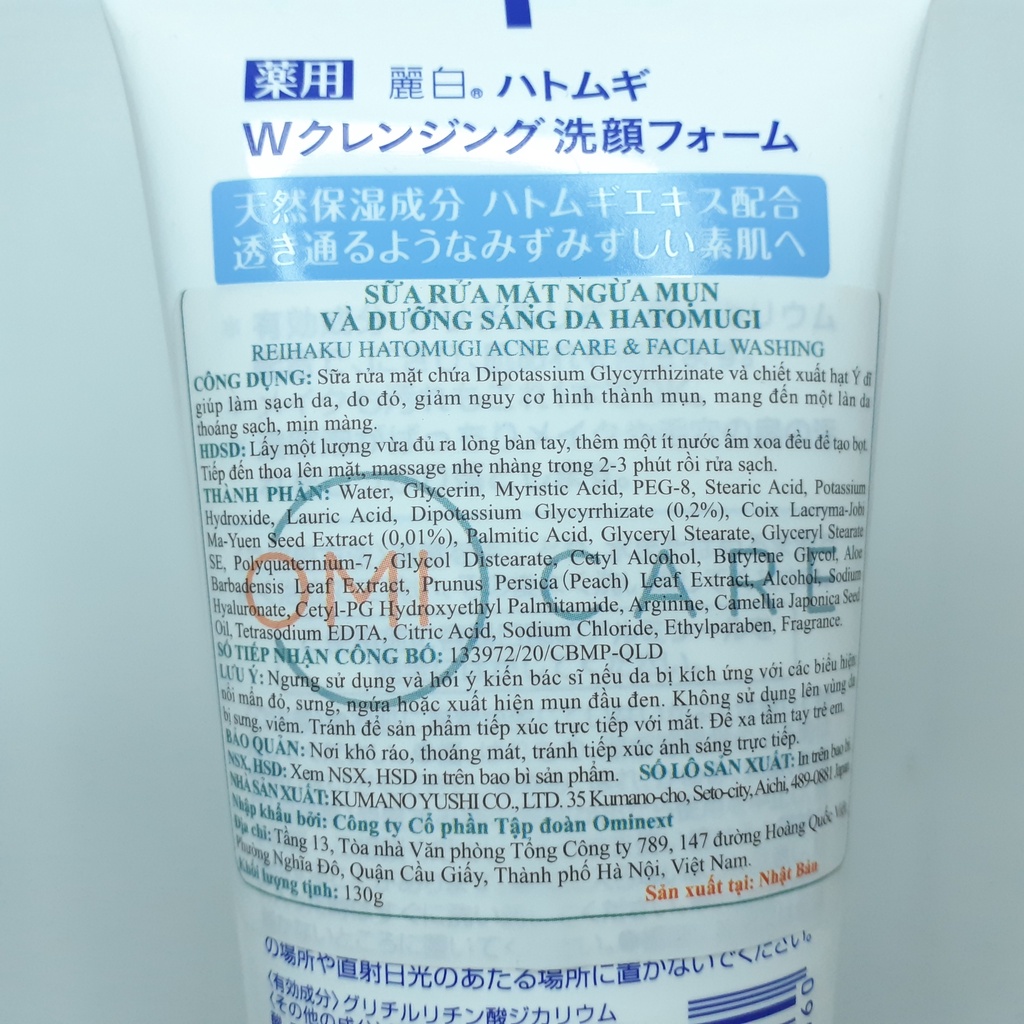 薬用 麗白® ハトムギ
Wクレンジング 洗顔フォーム
天然保湿成分 ハトムギエキス配合
透き通るようなみずみずしい素肌へ
SỮA RỬA MẶT NGỪA MỤN
VÀ DƯỠNG SÁNG DA HATOMUGI
REIHAKU HATOMUGI ACNE CARE & FACIAL WASHING
CÔNG DỤNG: Sữa rửa mặt chứa Dipotassium Glycyrrhizinate và chiết xuất hạt Ý dĩ
giúp làm sạch da, do đó, giảm nguy cơ hình thành mụn, mang đến một làn da
thoáng sạch, mịn màng.
HDSD: Lấy một lượng vừa đủ ra lòng bàn tay, thêm một ít nước ấm xoa đều để tạo bọt.
Tiếp đến thoa lên mặt, massage nhẹ nhàng trong 2-3 phút rồi rửa sạch.
THÀNH PHẦN: Water, Glycerin, Myristic Acid, PEG-8, Stearic Acid, Potassium
Hydroxide, Lauric Acid, Dipotassium Glycyrrhizate (0,2%), Coix Lacryma-Jobi
Ma-Yuen Seed Extract (0,01%), Palmitic Acid, Glyceryl Stearate, Glyceryl Stearate
SE, Polyquaternium-7, Glycol Distearate, Cetyl Alcohol, Butylene Glycol, Aloe
Barbadensis Leaf Extract, Prunus Persica (Peach) Leaf Extract, Alcohol, Sodium
Hyaluronate, Cetyl-PG Hydroxyethyl Palmitamide, Arginine, Camellia Japonica Seed
Oil, Tetrasodium EDTA, Citric Acid, Sodium Chloride, Ethylparaben, Fragrance.
OMI CARE
SỐ TIẾP NHẬN CÔNG BỐ: 133972/20/CBMP-QLD
LƯU Ý: Ngưng sử dụng và hỏi ý kiến bác sĩ nếu da bị kích ứng với các biểu hiện
nổi mẩn đỏ, sưng, ngứa hoặc xuất hiện mụn đầu đen. Không sử dụng lên vùng da
bị sưng, viêm. Tránh để sản phẩm tiếp xúc trực tiếp với mắt. Để xa tầm tay trẻ em.
BẢO QUẢN: Nơi khô ráo, thoáng mát, tránh tiếp xúc ánh sáng trực tiếp.
NSX, HSD: Xem NSX, HSD in trên bao bì sản phẩm. SỐ LÔ SẢN XUẤT: In trên bao bì
NHÀ SẢN XUẤT: KUMANO YUSHI CO., LTD. 35 Kumano-cho, Seto-city, Aichi, 489-0881 Japan
Nhập khẩu bởi: Công ty Cổ phần Tập đoàn Ominext
Địa chỉ: Tầng 13, Tòa nhà Văn phòng Tổng Công ty 789, 147 đường Hoàng Quốc Việt,
Phường Nghĩa Đô, Quận Cầu Giấy, Thành phố Hà Nội, Việt Nam.
Khối lượng tịnh: 130g
Sản xuất tại: Nhật Bản
の場所や直射日光のあたる場所に置かないでください。
〈有効成分〉グリチルリチン酸ジカリウム
〈その他の成